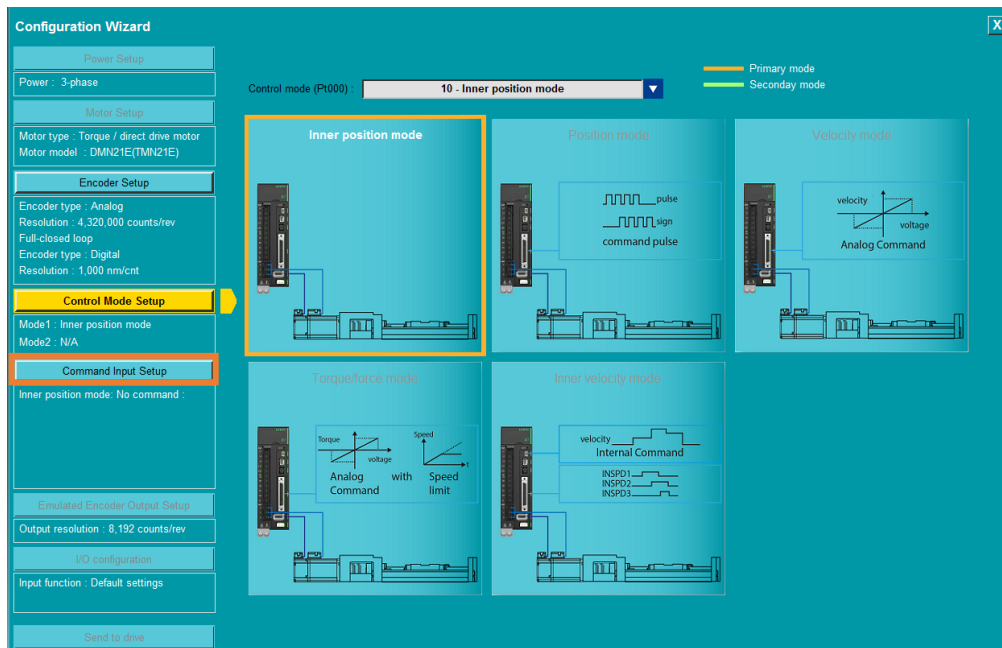 Configuration Wizard
X
Power Setup
Power : 3-phase
Motor Setup
Motor type : Torque / direct drive motor
Motor model : DMN21E(TMN21E)
Encoder Setup
Encoder type : Analog
Resolution : 4,320,000 counts/rev
Full-closed loop
Encoder type : Digital
Resolution : 1,000 nm/cnt
Control Mode Setup
Mode1 : Inner position mode
Mode2 : N/A
Command Input Setup
Inner position mode: No command :
Emulated Encoder Output Setup
Output resolution : 8,192 counts/rev
I/O configuration
Input function : Default settings
Send to drive
Control mode (Pt000) : 10 - Inner position mode
Primary mode
Seconday mode
Inner position mode
Position mode
pulse
sign
command pulse
Velocity mode
velocity
voltage
Analog Command
Torque/force mode
Torque
voltage
Speed
t
Analog with Speed
Command limit
Inner velocity mode
velocity
Internal Command
INSPD1
INSPD2
INSPD3